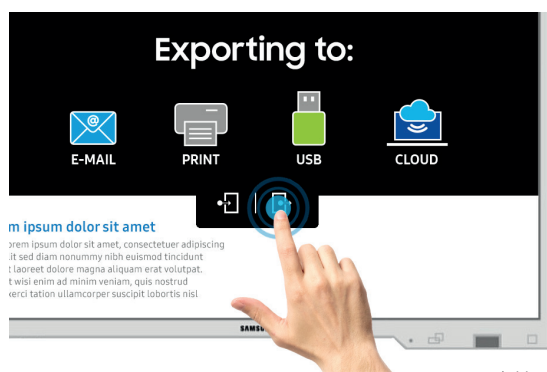 Exporting to:
@
E-MAIL PRINT USB CLOUD
m ipsum dolor sit amet
orem ipsum dolor sit amet, consectetuer adipiscing
lit sed diam nonummy nibh euismod tincidunt
t laoreet dolore magna aliquam erat volutpat.
t wisi enim ad minim veniam, quis nostrud
xerci tation ullamcorper suscipit lobortis nisl
SAMSU